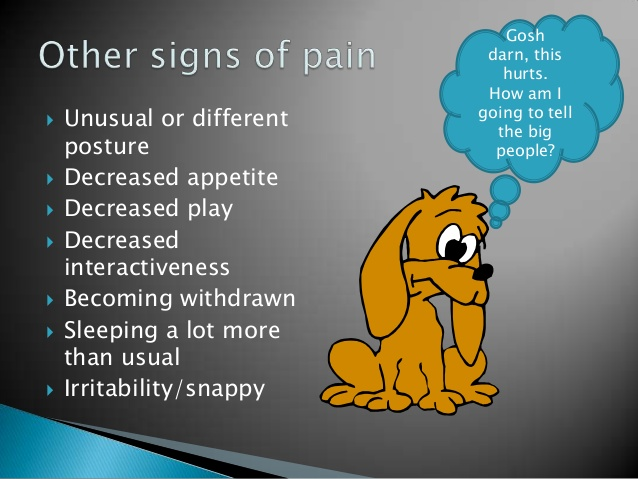 Other signs of pain
Gosh
darn, this
hurts.
How am I
going to tell
the big
people?
Unusual or different
posture
Decreased appetite
Decreased play
Decreased
interactiveness
Becoming withdrawn
Sleeping a lot more
than usual
Irritability/snappy